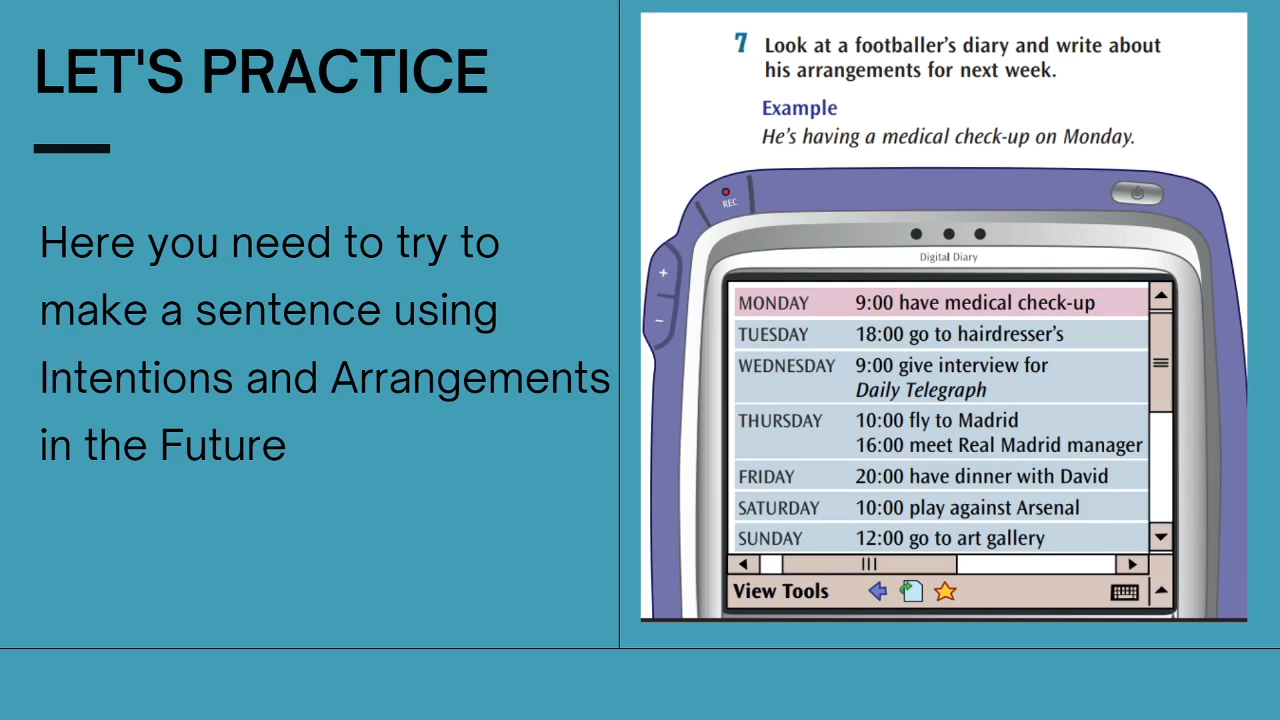 LET'S PRACTICE
Here you need to try to
make a sentence using
Intentions and Arrangements
in the Future
7 Look at a footballer's diary and write about
his arrangements for next week.
Example
He's having a medical check-up on Monday.
REC
+
–
Digital Diary
MONDAY 9:00 have medical check-up
TUESDAY 18:00 go to hairdresser's
WEDNESDAY 9:00 give interview for
Daily Telegraph
THURSDAY 10:00 fly to Madrid
16:00 meet Real Madrid manager
FRIDAY 20:00 have dinner with David
SATURDAY 10:00 play against Arsenal
SUNDAY 12:00 go to art gallery
View Tools